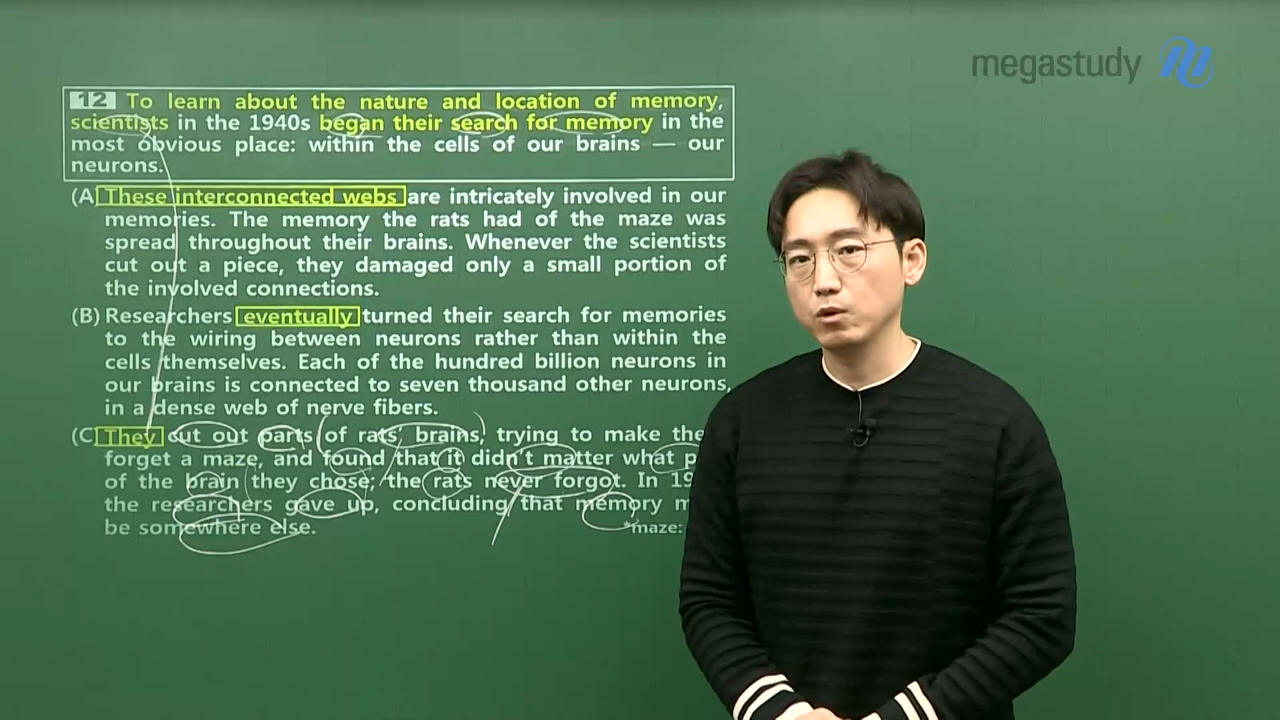 megastudy
12 To learn about the nature and location of memory,
scientists in the 1940s began their search for memory in the
most obvious place: within the cells of our brains — our
neurons.
(A) These interconnected webs are intricately involved in our
memories. The memory the rats had of the maze was
spread throughout their brains. Whenever the scientists
cut out a piece, they damaged only a small portion of
the involved connections.
(B) Researchers eventually turned their search for memories
to the wiring between neurons rather than within the
cells themselves. Each of the hundred billion neurons in
our brains is connected to seven thousand other neurons,
in a dense web of nerve fibers.
(C) They cut out parts of rats' brains, trying to make the
forget a maze, and found that it didn't matter what p
of the brain they chose; the rats never forgot. In 19
the researchers gave up, concluding that memory m
be somewhere else.
*maze: